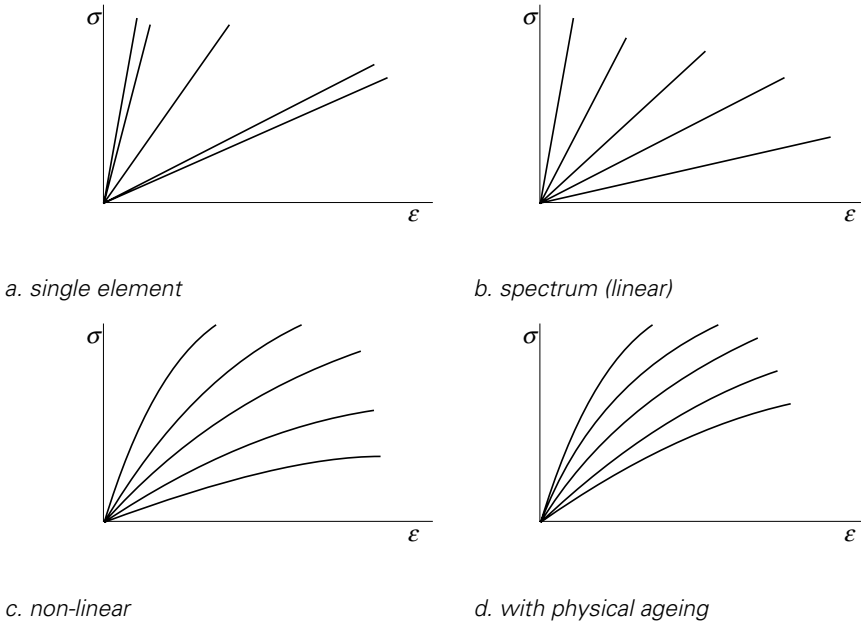 σ
ε
σ
ε
a. single element
b. spectrum (linear)
σ
ε
σ
ε
c. non-linear
d. with physical ageing